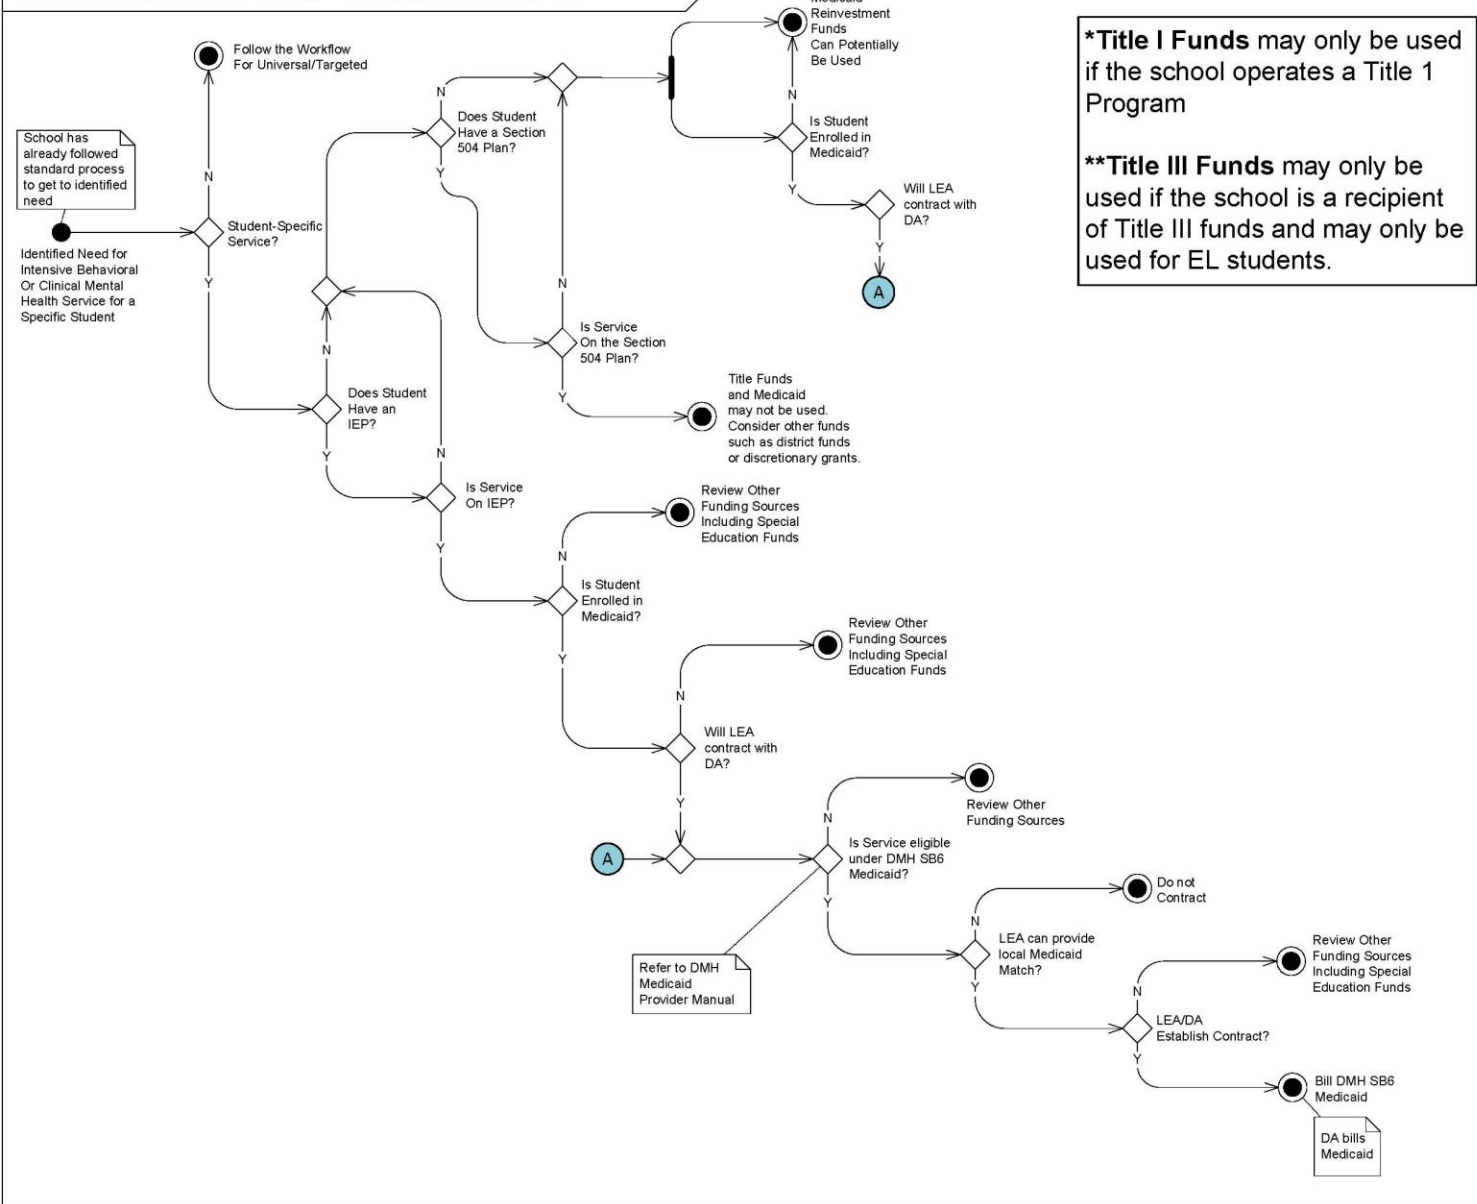 Reinvestment
Funds
Can Potentially
Be Used
*Title I Funds may only be used
if the school operates a Title 1
Program
**Title III Funds may only be
used if the school is a recipient
of Title III funds and may only be
used for EL students.
Follow the Workflow
For Universal/Targeted
N
Does Student
Have a Section
504 Plan?
Y
N
Is Student
Enrolled in
Medicaid?
Y
School has
already followed
standard process
to get to identified
need
N
Student-Specific
Service?
Y
Identified Need for
Intensive Behavioral
Or Clinical Mental
Health Service for a
Specific Student
Will LEA
contract with
DA?
Y
A
N
Is Service
On the Section
504 Plan?
Y
N
Does Student
Have an
IEP?
Y
Title Funds
and Medicaid
may not be used.
Consider other funds
such as district funds
or discretionary grants.
N
Is Service
On IEP?
Y
Review Other
Funding Sources
Including Special
Education Funds
N
Is Student
Enrolled in
Medicaid?
Y
Review Other
Funding Sources
Including Special
Education Funds
N
Will LEA
contract with
DA?
Y
Review Other
Funding Sources
A
N
Is Service eligible
under DMH SB6
Medicaid?
Y
Refer to DMH
Medicaid
Provider Manual
Do not
Contract
N
LEA can provide
local Medicaid
Match?
Y
Review Other
Funding Sources
Including Special
Education Funds
N
LEA/DA
Establish Contract?
Y
Bill DMH SB6
Medicaid
DA bills
Medicaid